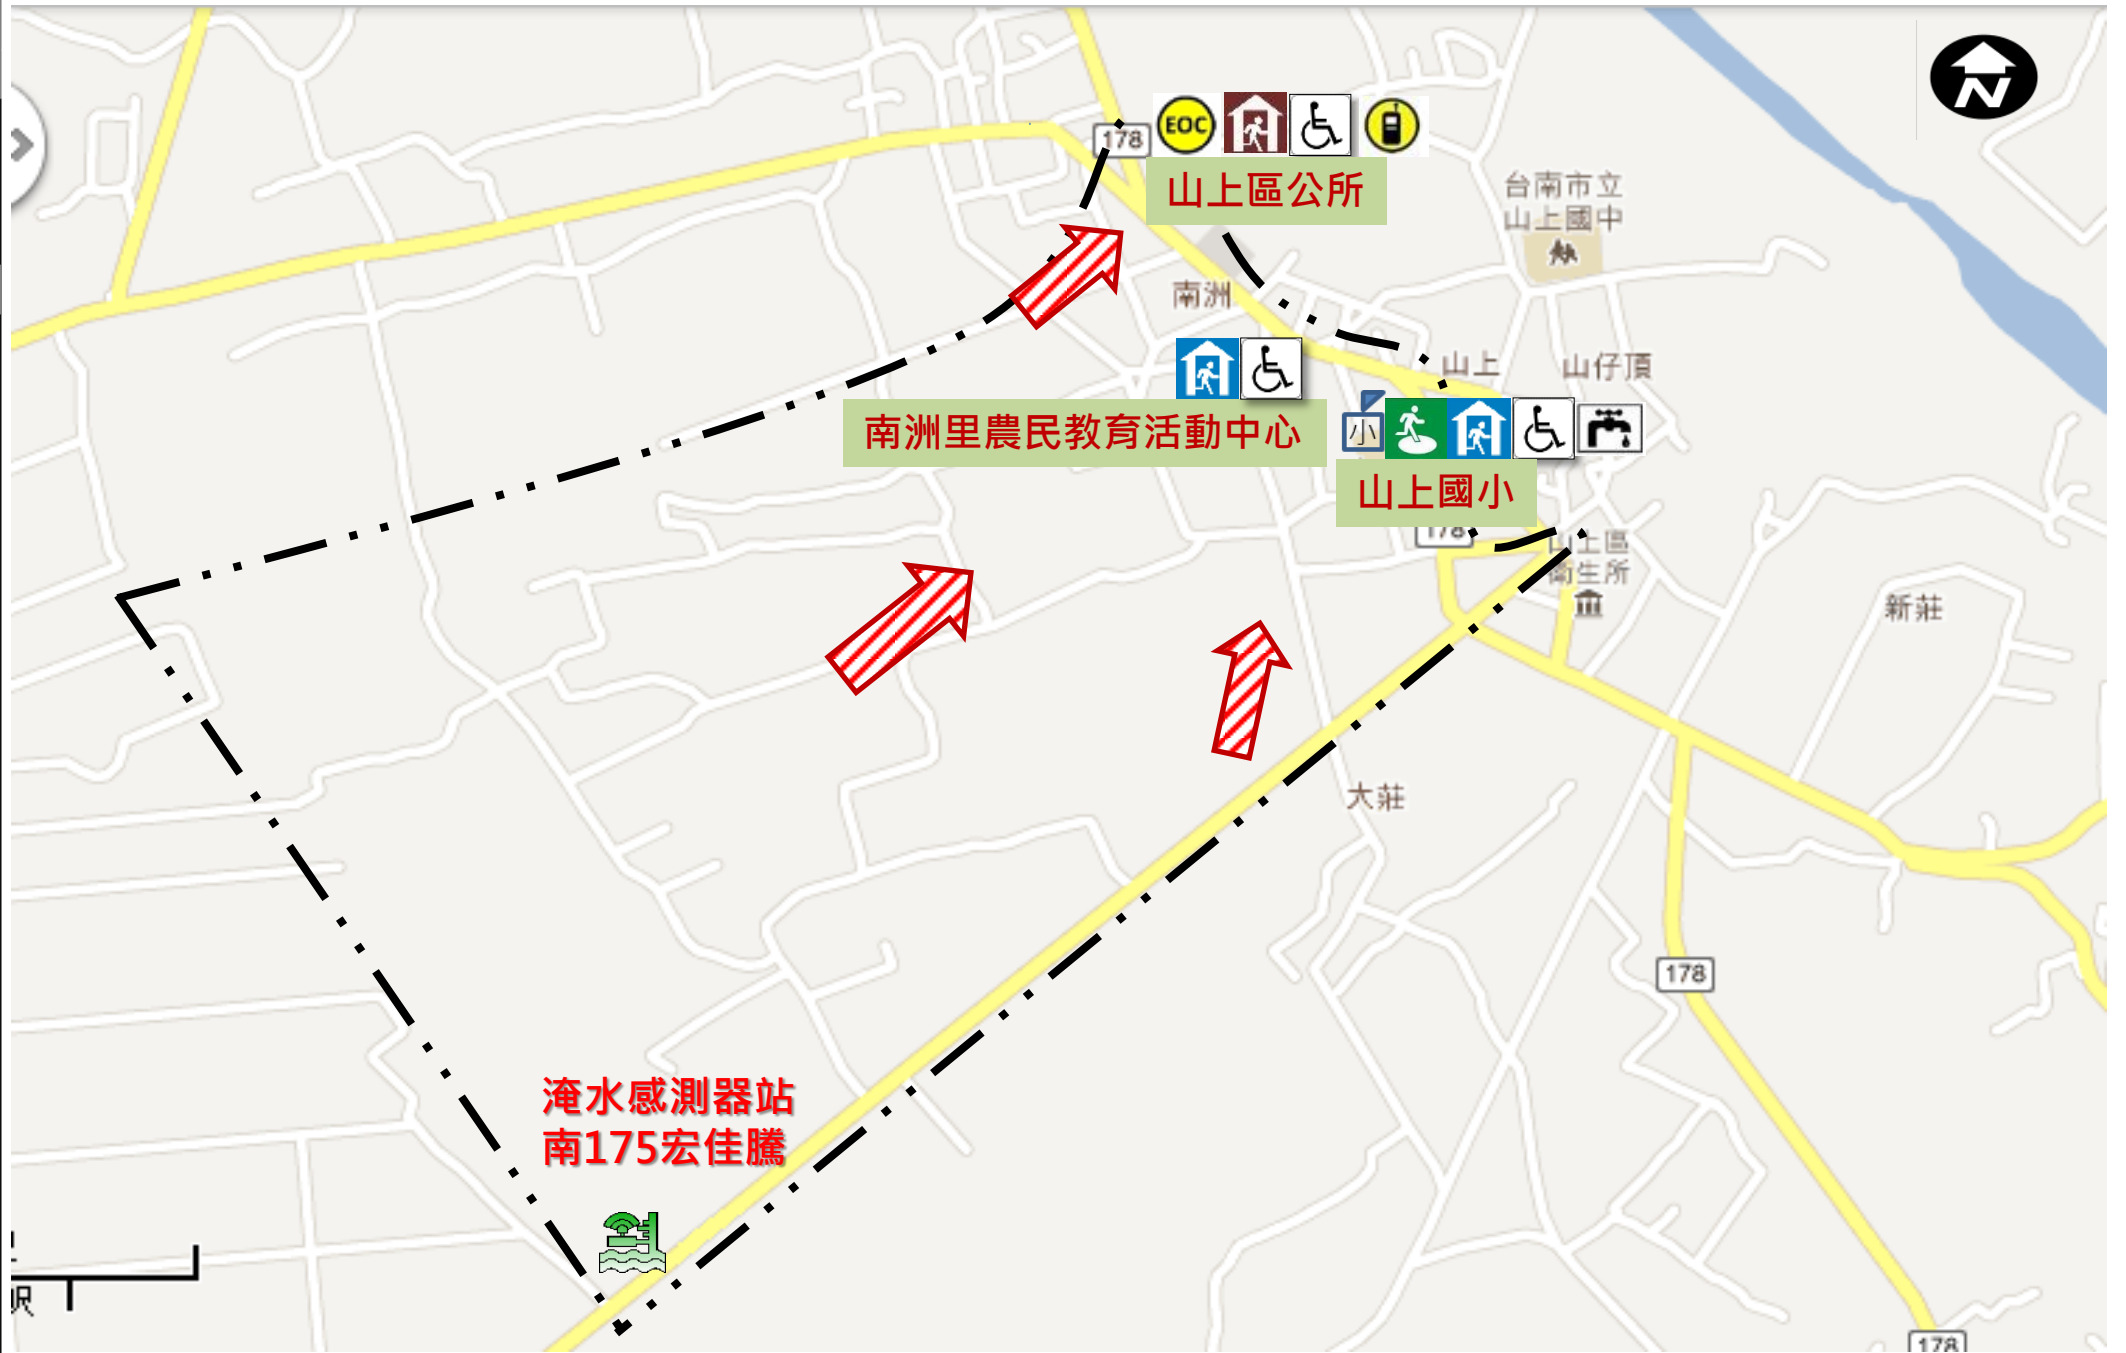 N
EOC
178
山上區公所
台南市立
山上國中
南洲
山上
山仔頂
南洲里農民教育活動中心
小
山上國小
178
山上區
衛生所
新莊
大莊
178
淹水感測器站
南175宏佳騰
178